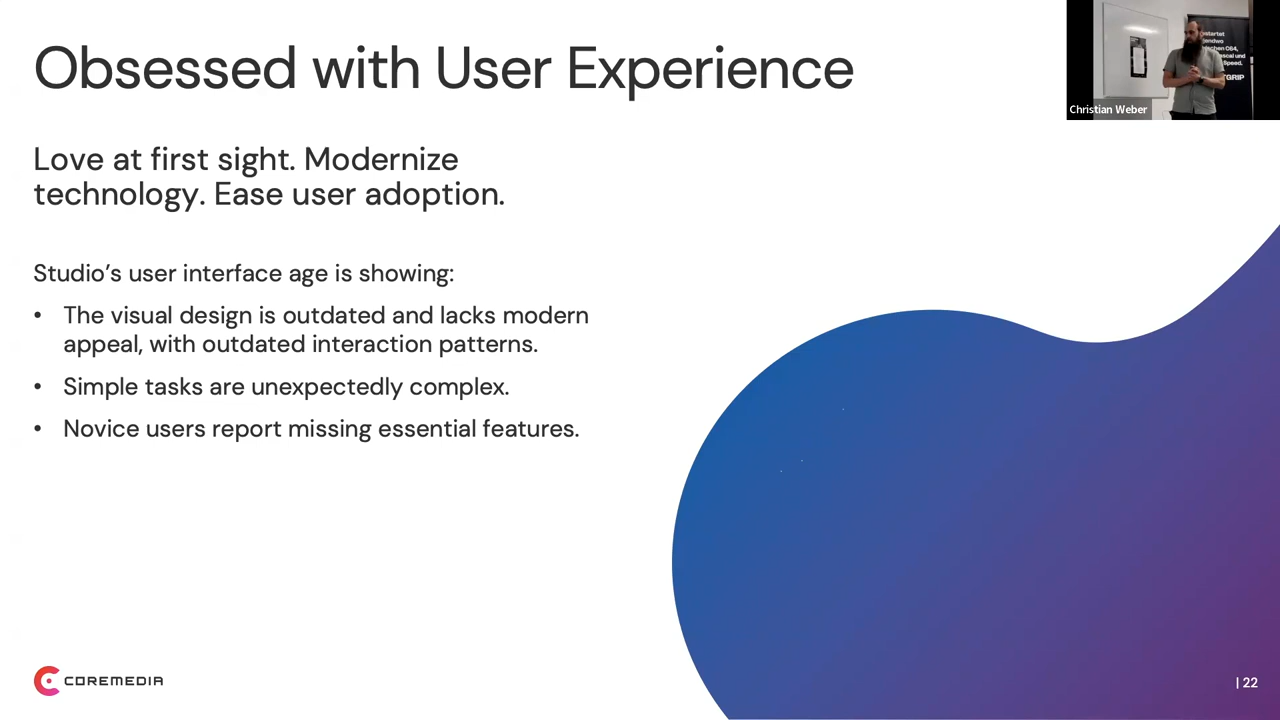 Obsessed with User Experience
Love at first sight. Modernize
technology. Ease user adoption.
Studio’s user interface age is showing:
• The visual design is outdated and lacks modern
appeal, with outdated interaction patterns.
• Simple tasks are unexpectedly complex.
• Novice users report missing essential features.
Christian Weber
COREMEDIA
| 22